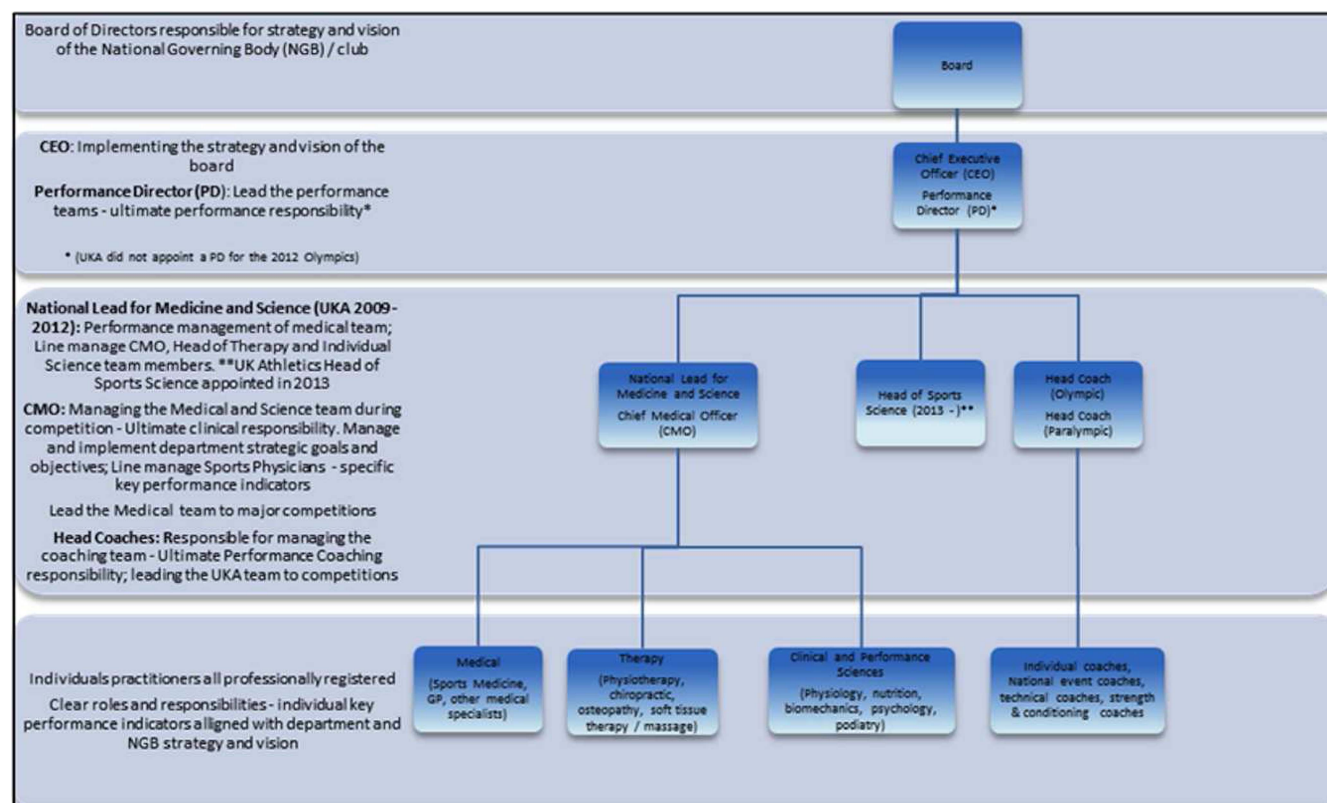 Board of Directors responsible for strategy and vision
of the National Governing Body (NGB) / club
Board
CEO: Implementing the strategy and vision of the
board
Performance Director (PD): Lead the performance
teams - ultimate performance responsibility*
* (UKA did not appoint a PD for the 2012 Olympics)
Chief Executive
Officer (CEO)
Performance
Director (PD)*
National Lead for Medicine and Science (UKA 2009-
2012): Performance management of medical team;
Line manage CMO, Head of Therapy and Individual
Science team members. **UK Athletics Head of
Sports Science appointed in 2013
CMO: Managing the Medical and Science team during
competition - Ultimate clinical responsibility. Manage
and implement department strategic goals and
objectives; Line manage Sports Physicians - specific
key performance indicators
Lead the Medical team to major competitions
Head Coaches: Responsible for managing the
coaching team - Ultimate Performance Coaching
responsibility; leading the UKA team to competitions
National Lead for
Medicine and Science
Chief Medical Officer
(CMO)
Head of Sports
Science (2013 -)**
Head Coach
(Olympic)
Head Coach
(Paralympic)
Individuals practitioners all professionally registered
Clear roles and responsibilities - individual key
performance indicators alligned with department and
NGB strategy and vision
Medical
(Sports Medicine,
GP, other medical
specialists)
Therapy
(Physiotherapy,
chiropractic,
osteopathy, soft tissue
therapy / massage)
Clinical and Performance
Sciences
(Physiology, nutrition,
biomechanics, psychology,
podiatry)
Individual coaches,
National event coaches,
technical coaches, strength
& conditioning coaches